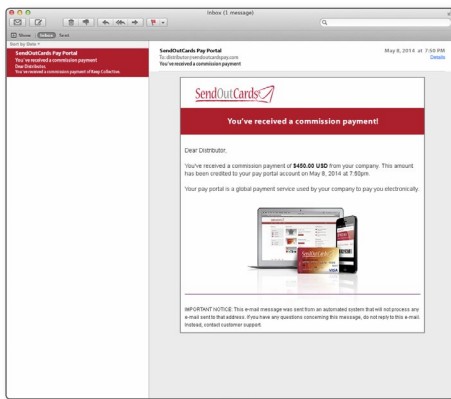 Inbox (1 message)
Show Inbox Sent
Sort by Date
SendOutCards Pay Portal
You've received a commission payment
Dear Distributor,
You've received a commission payment of Keep Collective
SendOutCards Pay Portal
May 8, 2014 at 7:50 PM
To: distributor@sendoutcardspay.com
Details
You've received a commission payment
SendOutCards
You've received a commission payment!
Dear Distributor,
You've received a commission payment of $450.00 USD from your company. This amount
has been credited to your pay portal account on May 8, 2014 at 7:50pm.
Your pay portal is a global payment service used by your company to pay you electronically.
SendOutCards
VISA
IMPORTANT NOTICE: This e-mail message was sent from an automated system that will not process any
e-mail sent to that address. If you have any questions concerning this message, do not reply to this e-mail.
Instead, contact customer support.